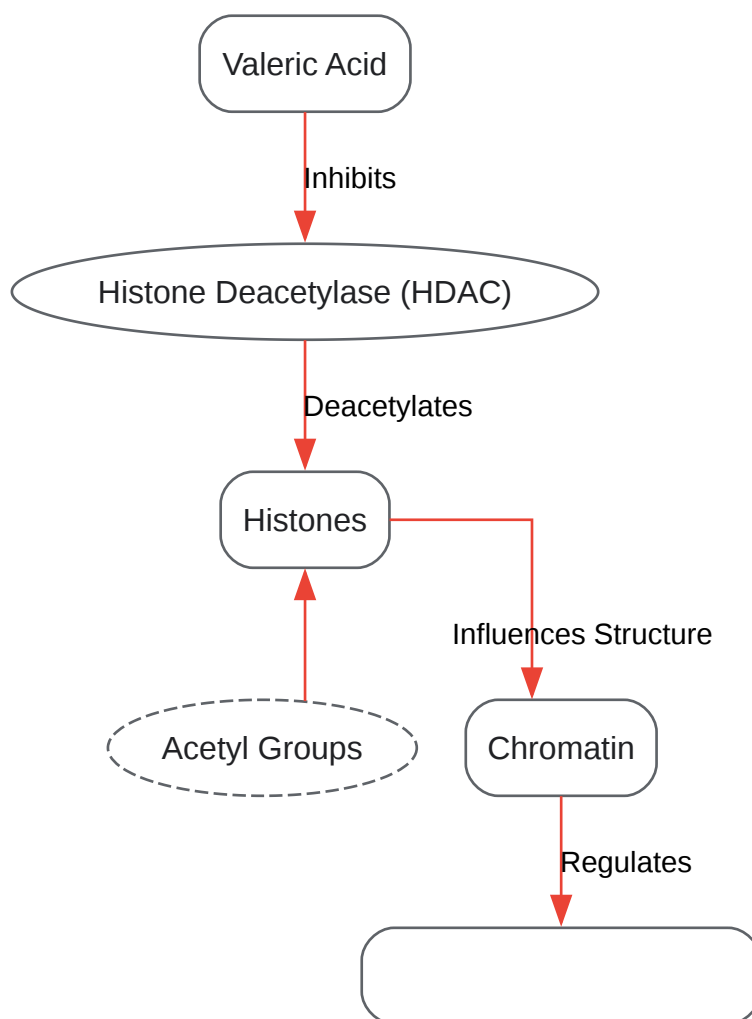 Valeric Acid
Inhibits
Histone Deacetylase (HDAC)
Deacetylates
Histones
Influences Structure
Acetyl Groups
Chromatin
Regulates